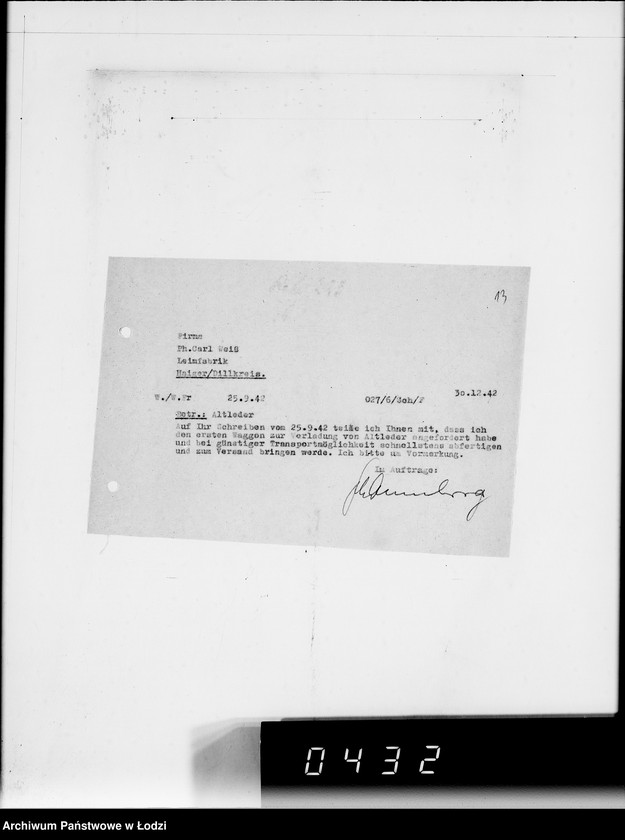 13
Firma
Ph.Carl Weiß
Leimfabrik
Haiger/Dillkreis.
W./E.Fr 25.9.42 027/6/Sch/F 30.12.42
Betr.: Altleder
Auf Ihr Schreiben vom 25.9.42 teile ich Ihnen mit, dass ich
den ersten Waggon zur Verladung von Altleder angefordert habe
und bei günstiger Transportmöglichkeit schnellstens abfertigen
und zum Versand bringen werde. Ich bitte um Vormerkung.
Im Auftrage:
0432
Archiwum Państwowe w Łodzi